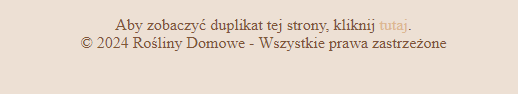 Aby zobaczyć duplikat tej strony, kliknij tutaj.
© 2024 Rośliny Domowe - Wszystkie prawa zastrzeżone